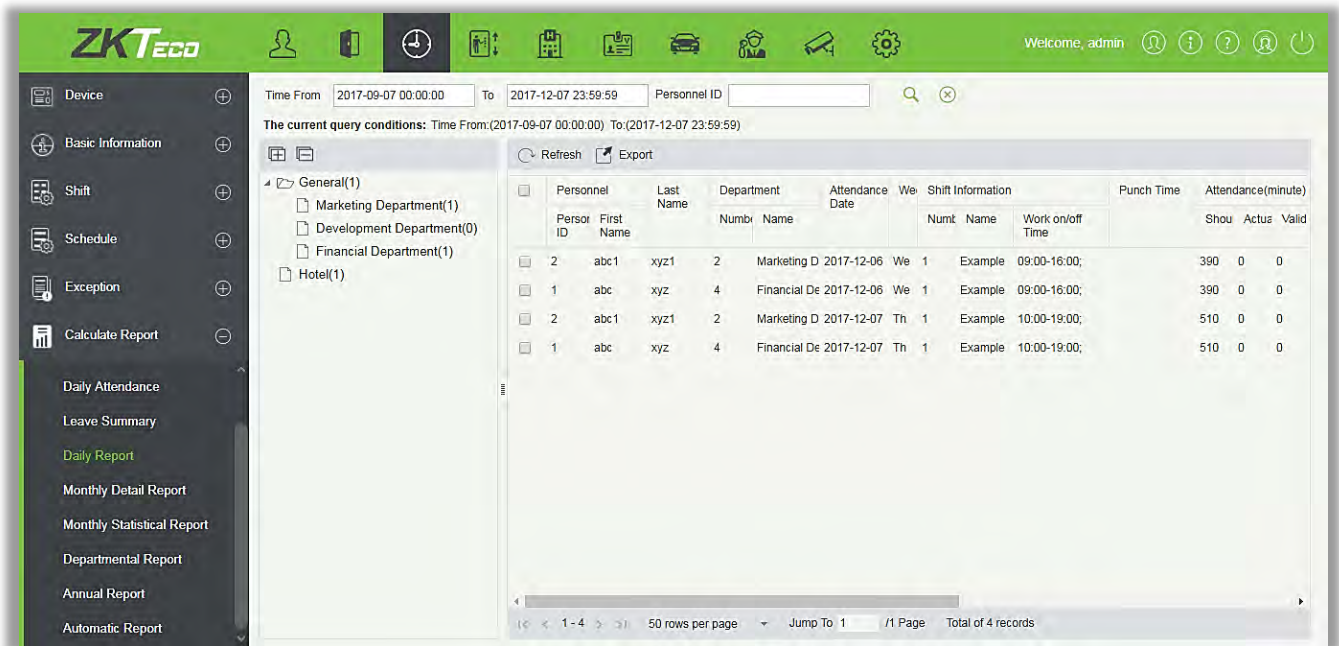 ZKTeco
Welcome, admin
Device
Basic Information
Shift
Schedule
Exception
Calculate Report
Daily Attendance
Leave Summary
Daily Report
Monthly Detail Report
Monthly Statistical Report
Departmental Report
Annual Report
Automatic Report
Time From 2017-09-07 00:00:00 To 2017-12-07 23:59:59 Personnel ID
The current query conditions: Time From:(2017-09-07 00:00:00) To:(2017-12-07 23:59:59)
General(1)
Marketing Department(1)
Development Department(0)
Financial Department(1)
Hotel(1)
Refresh Export
Personnel Last Name Department Attendance Date We Shift Information Punch Time Attendance(minute)
Person ID First Name Numbe Name Numb Name Work on/off Time Shou Actua Valid
2 abc1 xyz1 2 Marketing D 2017-12-06 We 1 Example 09:00-16:00; 390 0 0
1 abc xyz 4 Financial De 2017-12-06 We 1 Example 09:00-16:00; 390 0 0
2 abc1 xyz1 2 Marketing D 2017-12-07 Th 1 Example 10:00-19:00; 510 0 0
1 abc xyz 4 Financial De 2017-12-07 Th 1 Example 10:00-19:00; 510 0 0
1 - 4 50 rows per page Jump To 1 /1 Page Total of 4 records